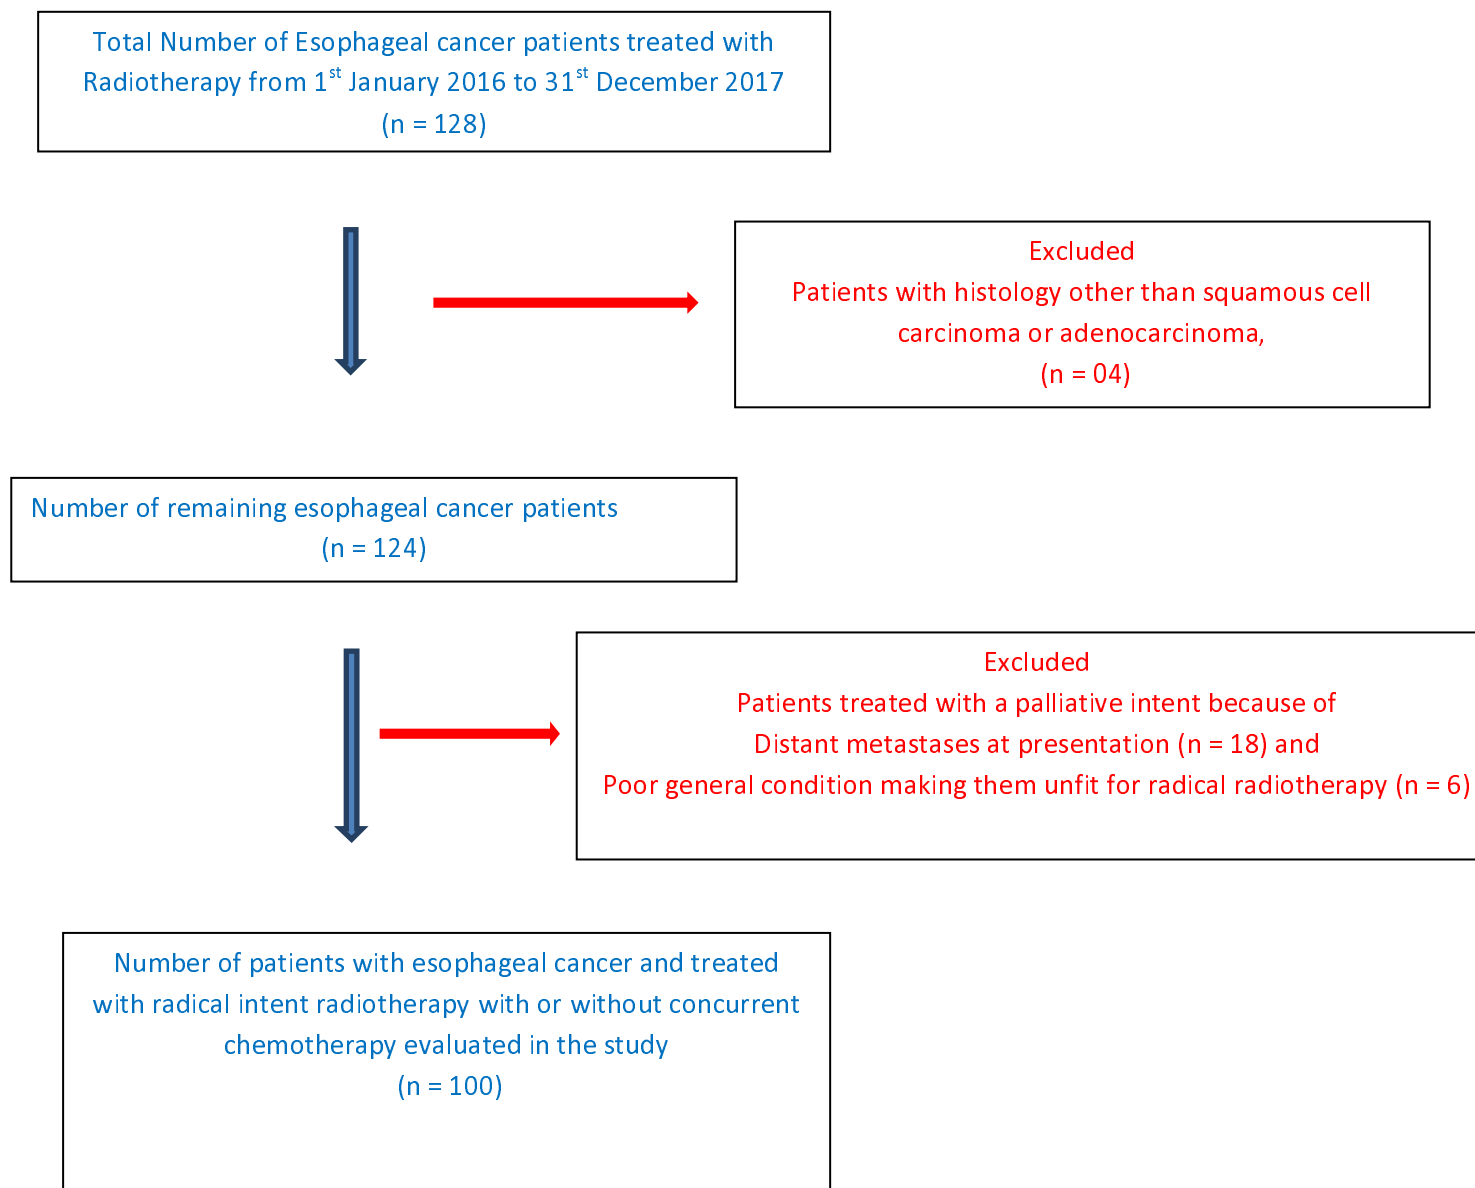 Total Number of Esophageal cancer patients treated with
Radiotherapy from 1st January 2016 to 31st December 2017
(n = 128)
Excluded
Patients with histology other than squamous cell
carcinoma or adenocarcinoma,
(n = 04)
Number of remaining esophageal cancer patients
(n = 124)
Excluded
Patients treated with a palliative intent because of
Distant metastases at presentation (n = 18) and
Poor general condition making them unfit for radical radiotherapy (n = 6)
Number of patients with esophageal cancer and treated
with radical intent radiotherapy with or without concurrent
chemotherapy evaluated in the study
(n = 100)